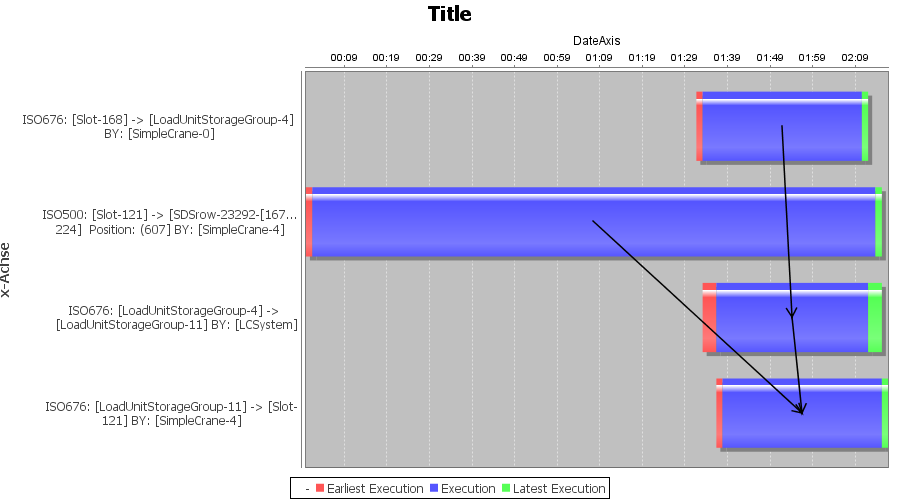 Title
DateAxis
00:09 00:19 00:29 00:39 00:49 00:59 01:09 01:19 01:29 01:39 01:49 01:59 02:09
x-Achse
ISO676: [Slot-168] -> [LoadUnitStorageGroup-4]
BY: [SimpleCrane-0]
ISO500: [Slot-121] -> [SDSrow-23292-[167...
224] Position: (607] BY: [SimpleCrane-4]
ISO676: [LoadUnitStorageGroup-4] ->
[LoadUnitStorageGroup-11] BY: [LCSystem]
ISO676: [LoadUnitStorageGroup-11] -> [Slot-
121] BY: [SimpleCrane-4]
- Earliest Execution Execution Latest Execution